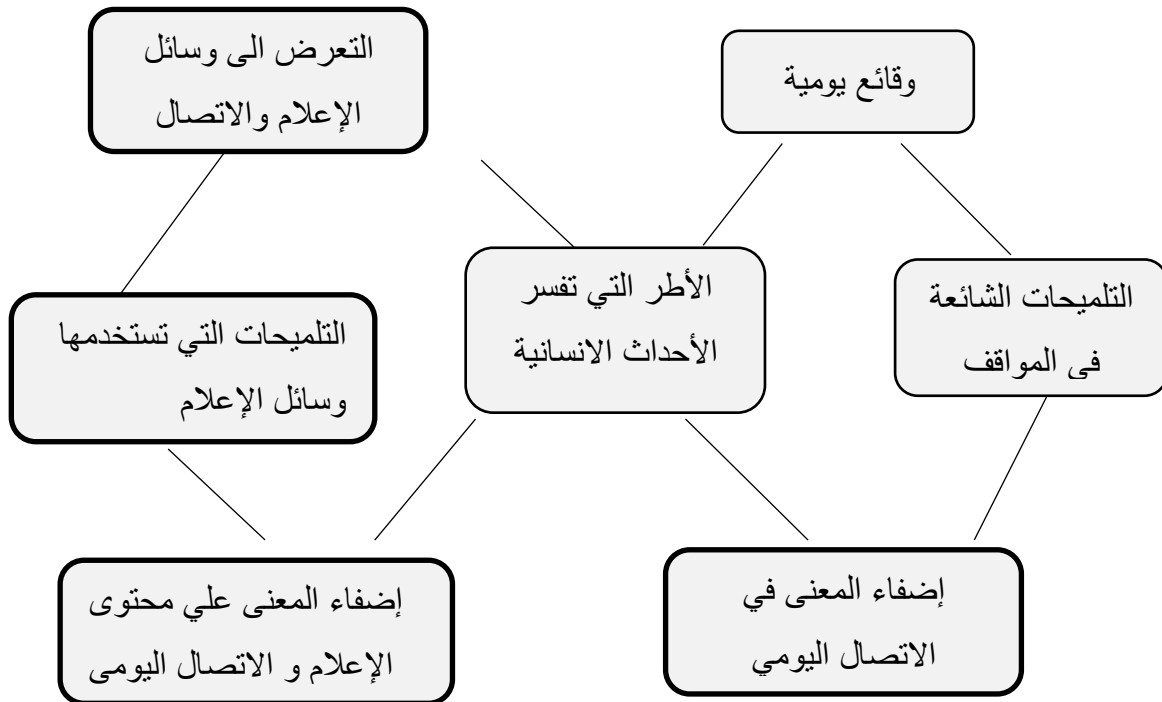 وقائع يومية
التعرض الى وسائل
الإعلام والاتصال
التلميحات الشائعة
في المواقف
الأطر التي تفسر
الأحداث الانسانية
التلميحات التي تستخدمها
وسائل الإعلام
إضفاء المعنى في
الاتصال اليومي
إضفاء المعنى علي محتوى
الإعلام و الاتصال اليومى